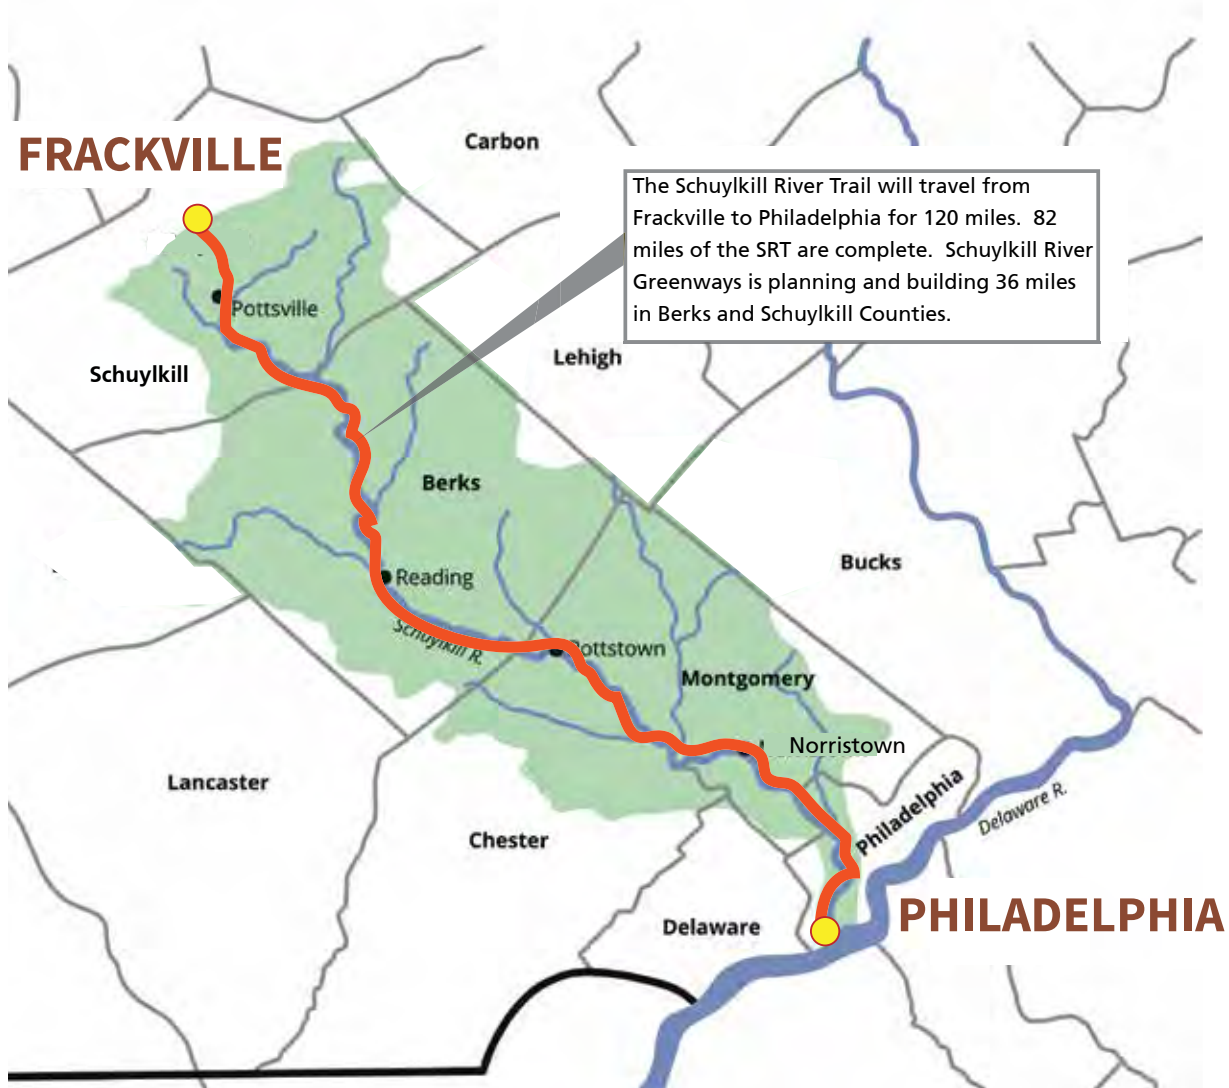 Carbon
FRACKVILLE
The Schuylkill River Trail will travel from
Frackville to Philadelphia for 120 miles.  82
miles of the SRT are complete.  Schuylkill River
Greenways is planning and building 36 miles
in Berks and Schuylkill Counties.
Pottsville
Lehigh
Schuylkill
Berks
Bucks
Reading
Schuylkill R.
Pottstown
Montgomery
Norristown
Lancaster
Philadelphia
Delaware R.
Chester
PHILADELPHIA
Delaware